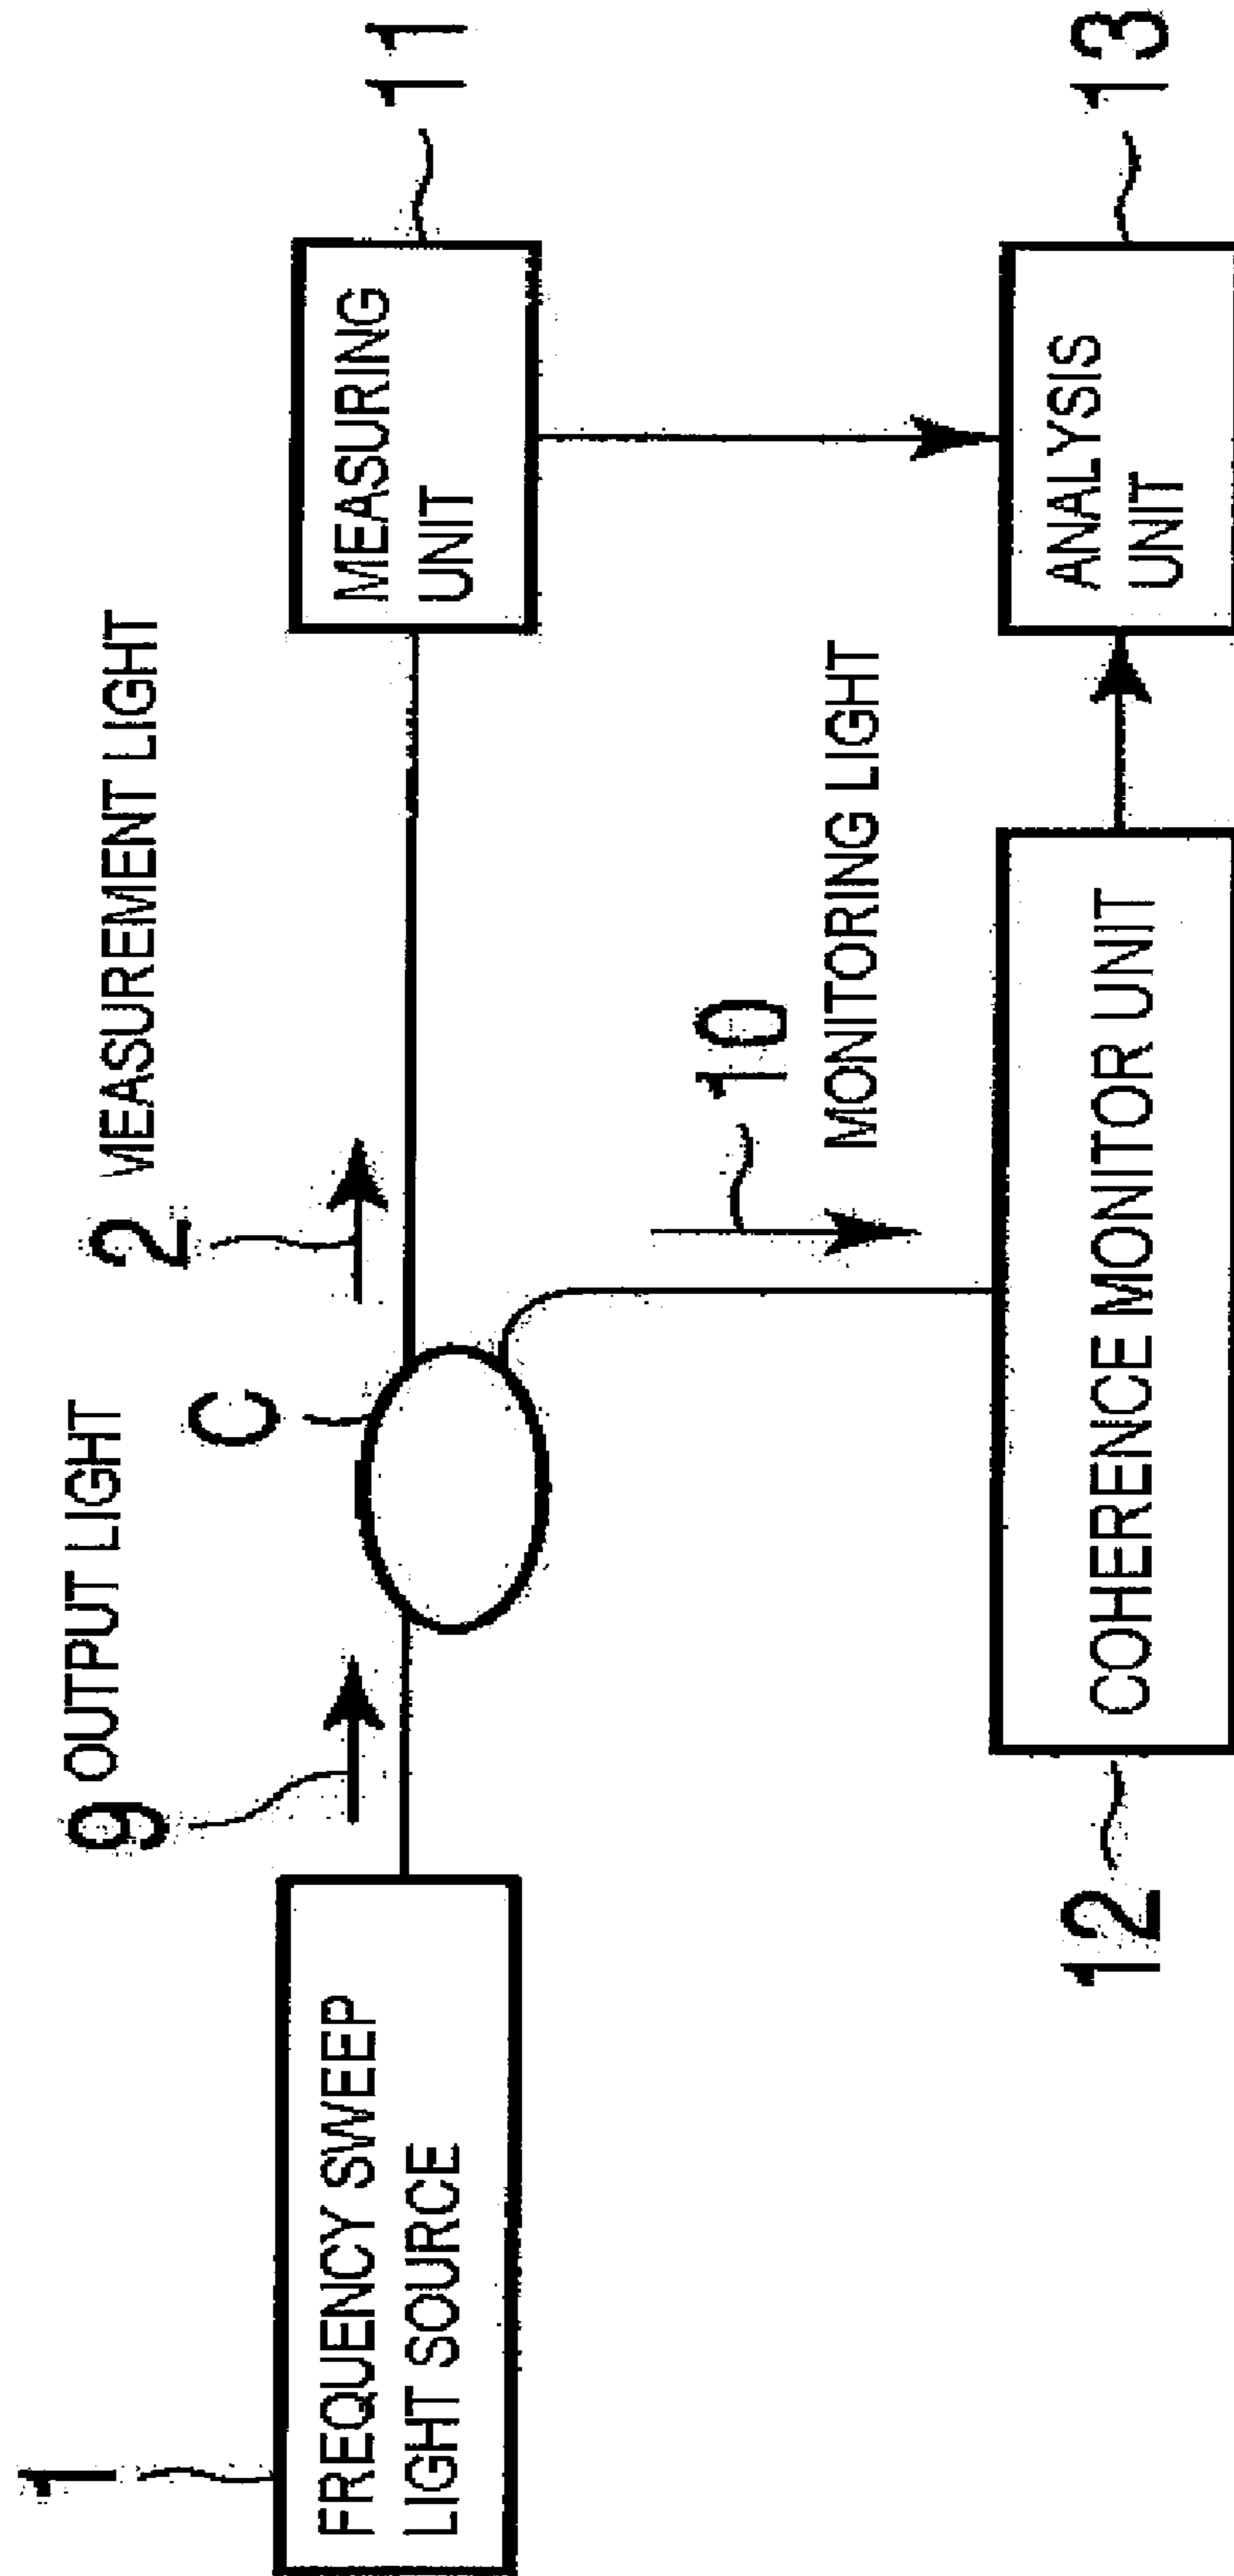 1
FREQUENCY SWEEP
LIGHT SOURCE
9 OUTPUT LIGHT
C
2 MEASUREMENT LIGHT
MEASURING
UNIT
11
10
MONITORING LIGHT
12
COHERENCE MONITOR UNIT
ANALYSIS
UNIT
13